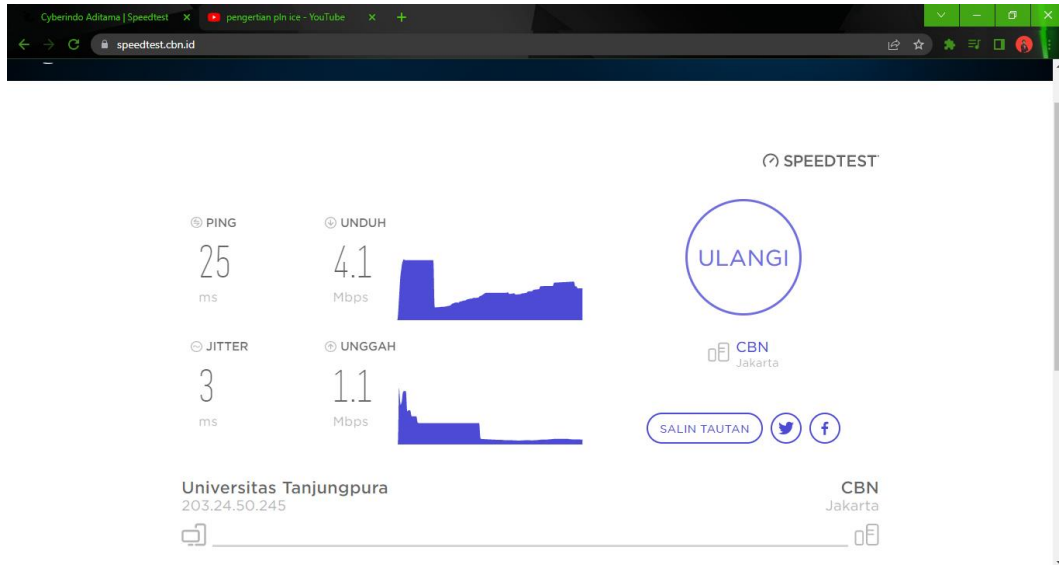 Cyberindo Aditama | Speedtest
pengertian pln ice - YouTube
speedtest.cbn.id
SPEEDTEST
PING
25
ms
UNDUH
4.1
Mbps
ULANGI
JITTER
3
ms
UNGGAH
1.1
Mbps
CBN
Jakarta
SALIN TAUTAN
Universitas Tanjungpura
203.24.50.245
CBN
Jakarta